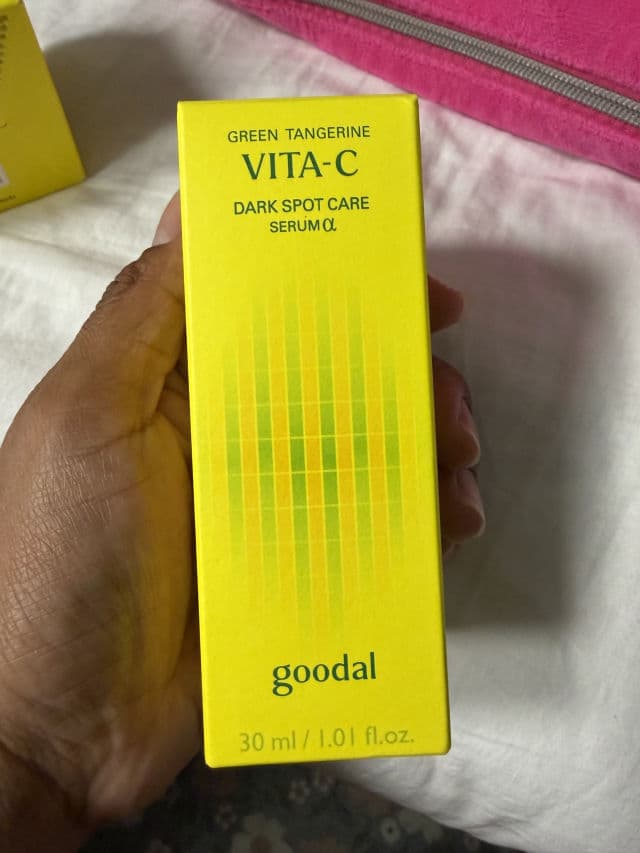 GREEN TANGERINE
VITA-C
DARK SPOT CARE
SERUM α
goodal
30 ml / 1.01 fl.oz.